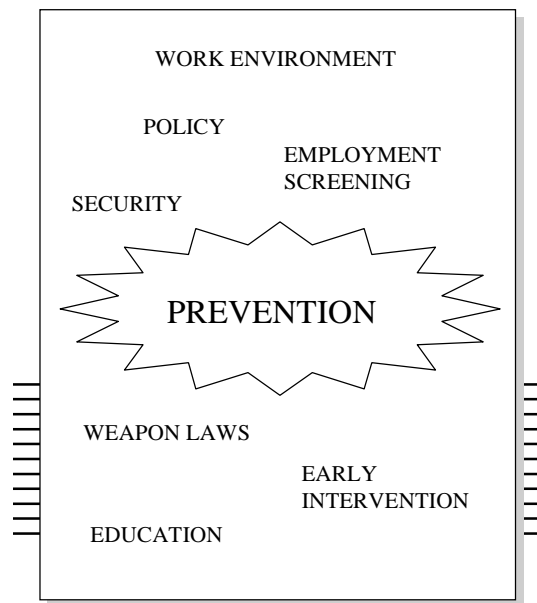 WORK ENVIRONMENT
POLICY
EMPLOYMENT
SCREENING
SECURITY
PREVENTION
WEAPON LAWS
EARLY
INTERVENTION
EDUCATION